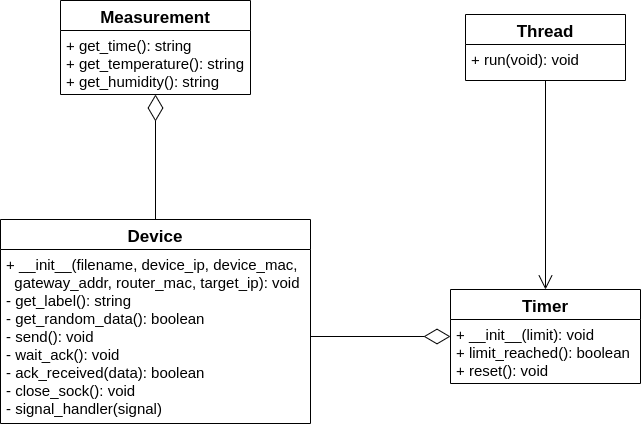 Measurement
+ get_time(): string
+ get_temperature(): string
+ get_humidity(): string
Thread
+ run(void): void
Device
+ __init__(filename, device_ip, device_mac,
gateway_addr, router_mac, target_ip): void
- get_label(): string
- get_random_data(): boolean
- send(): void
- wait_ack(): void
- ack_received(data): boolean
- close_sock(): void
- signal_handler(signal)
Timer
+ __init__(limit): void
+ limit_reached(): boolean
+ reset(): void